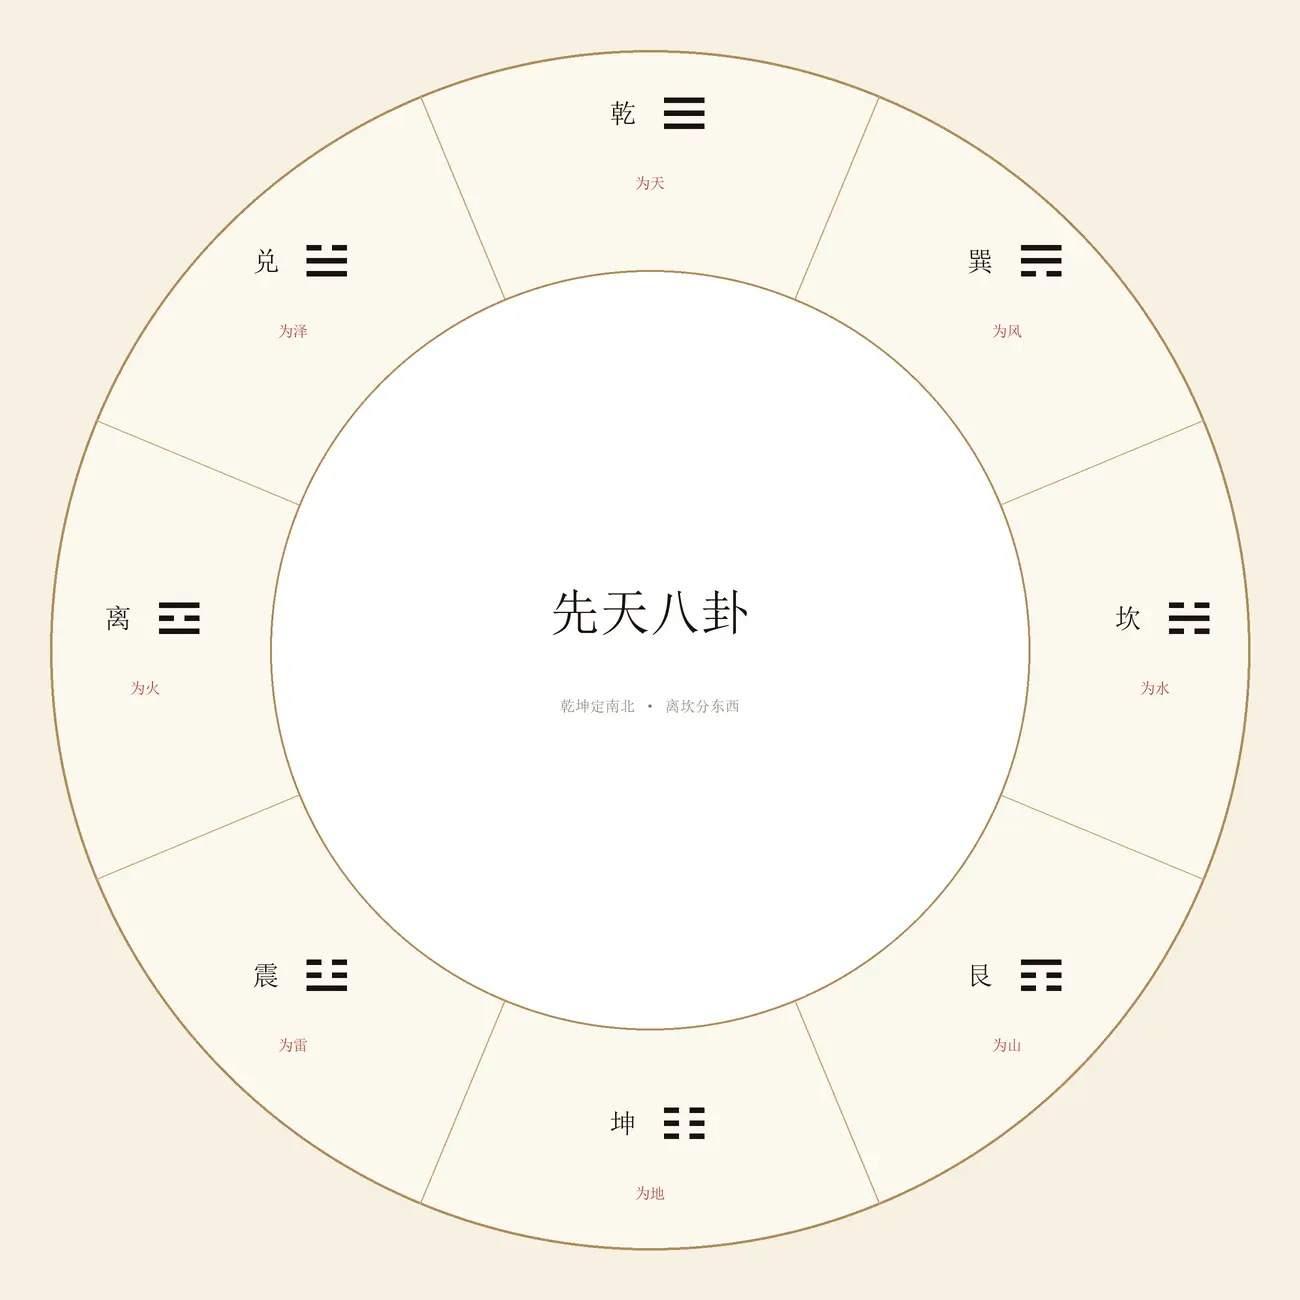 乾 ☰
为天
兑 ☱
为泽
巽 ☴
为风
离 ☲
为火
先天八卦
乾坤定南北 • 离坎分东西
坎 ☵
为水
震 ☳
为雷
艮 ☶
为山
坤 ☷
为地